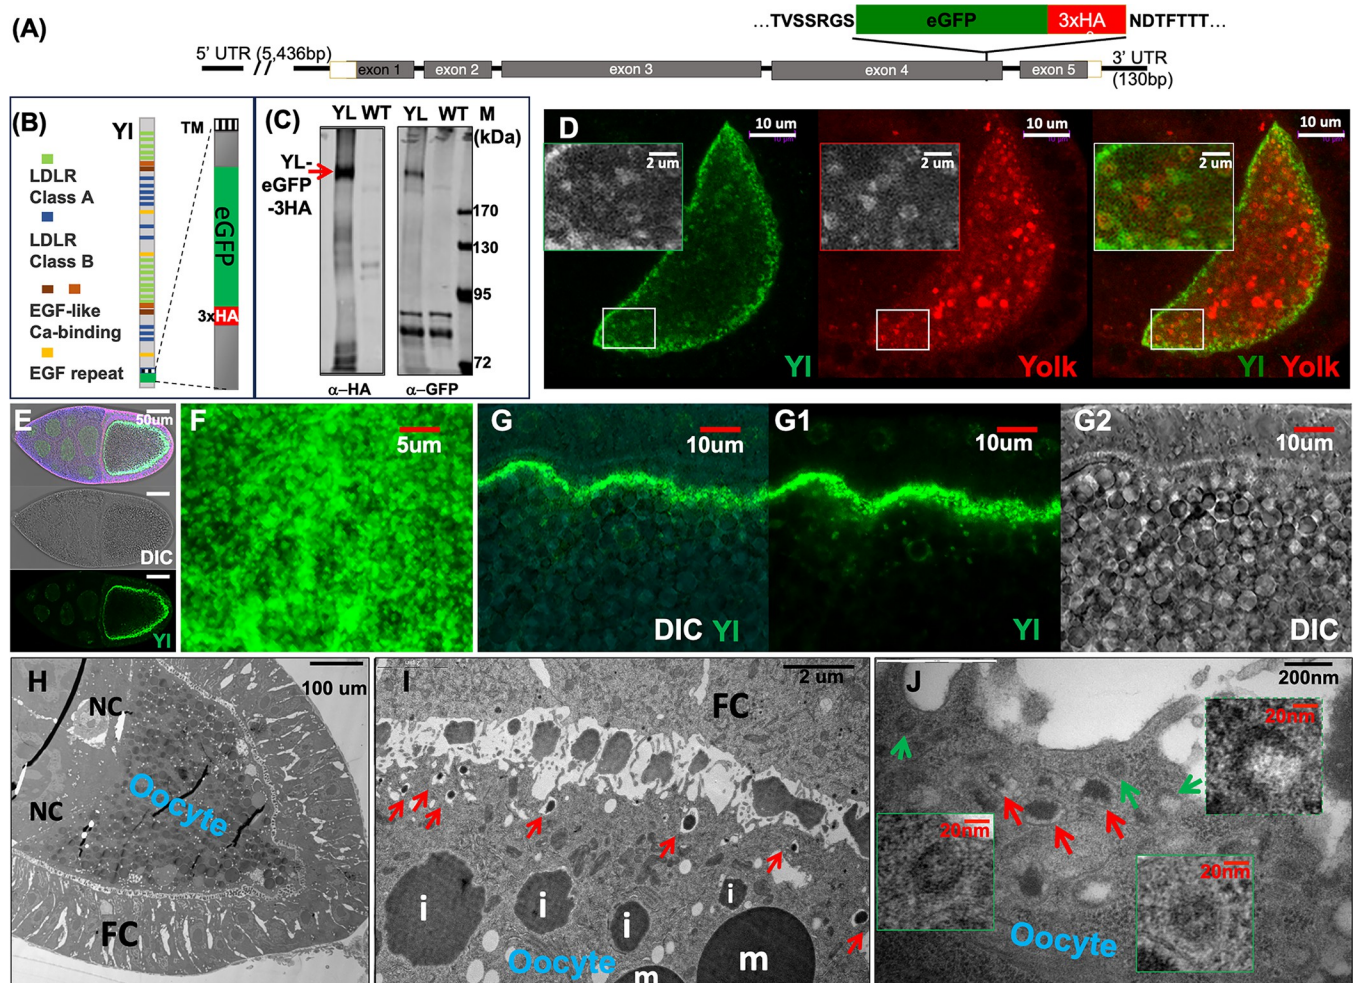 (A)
...TVSSRGS eGFP 3xHA NDTFTTT...
5' UTR (5,436bp)
exon 1 exon 2 exon 3 exon 4 exon 5
3' UTR
(130bp)
(B)
Yl
TM
LDLR
Class A
LDLR
Class B
EGF-like
Ca-binding
EGF repeat
eGFP
3xHA
(C)
YL WT YL WT M
(kDa)
YL-
eGFP
-3HA
170
130
95
72
α-HA α-GFP
D
10 um
2 um
Yl
10 um
2 um
Yolk
10 um
2 um
Yl Yolk
E
50um
DIC
Yl
F
5um
G
10um
DIC Yl
G1
10um
Yl
G2
10um
DIC
H
100 um
NC
NC
Oocyte
FC
I
2 um
FC
i
i
i
i
Oocyte
m
m
J
200nm
20nm
20nm
20nm
Oocyte